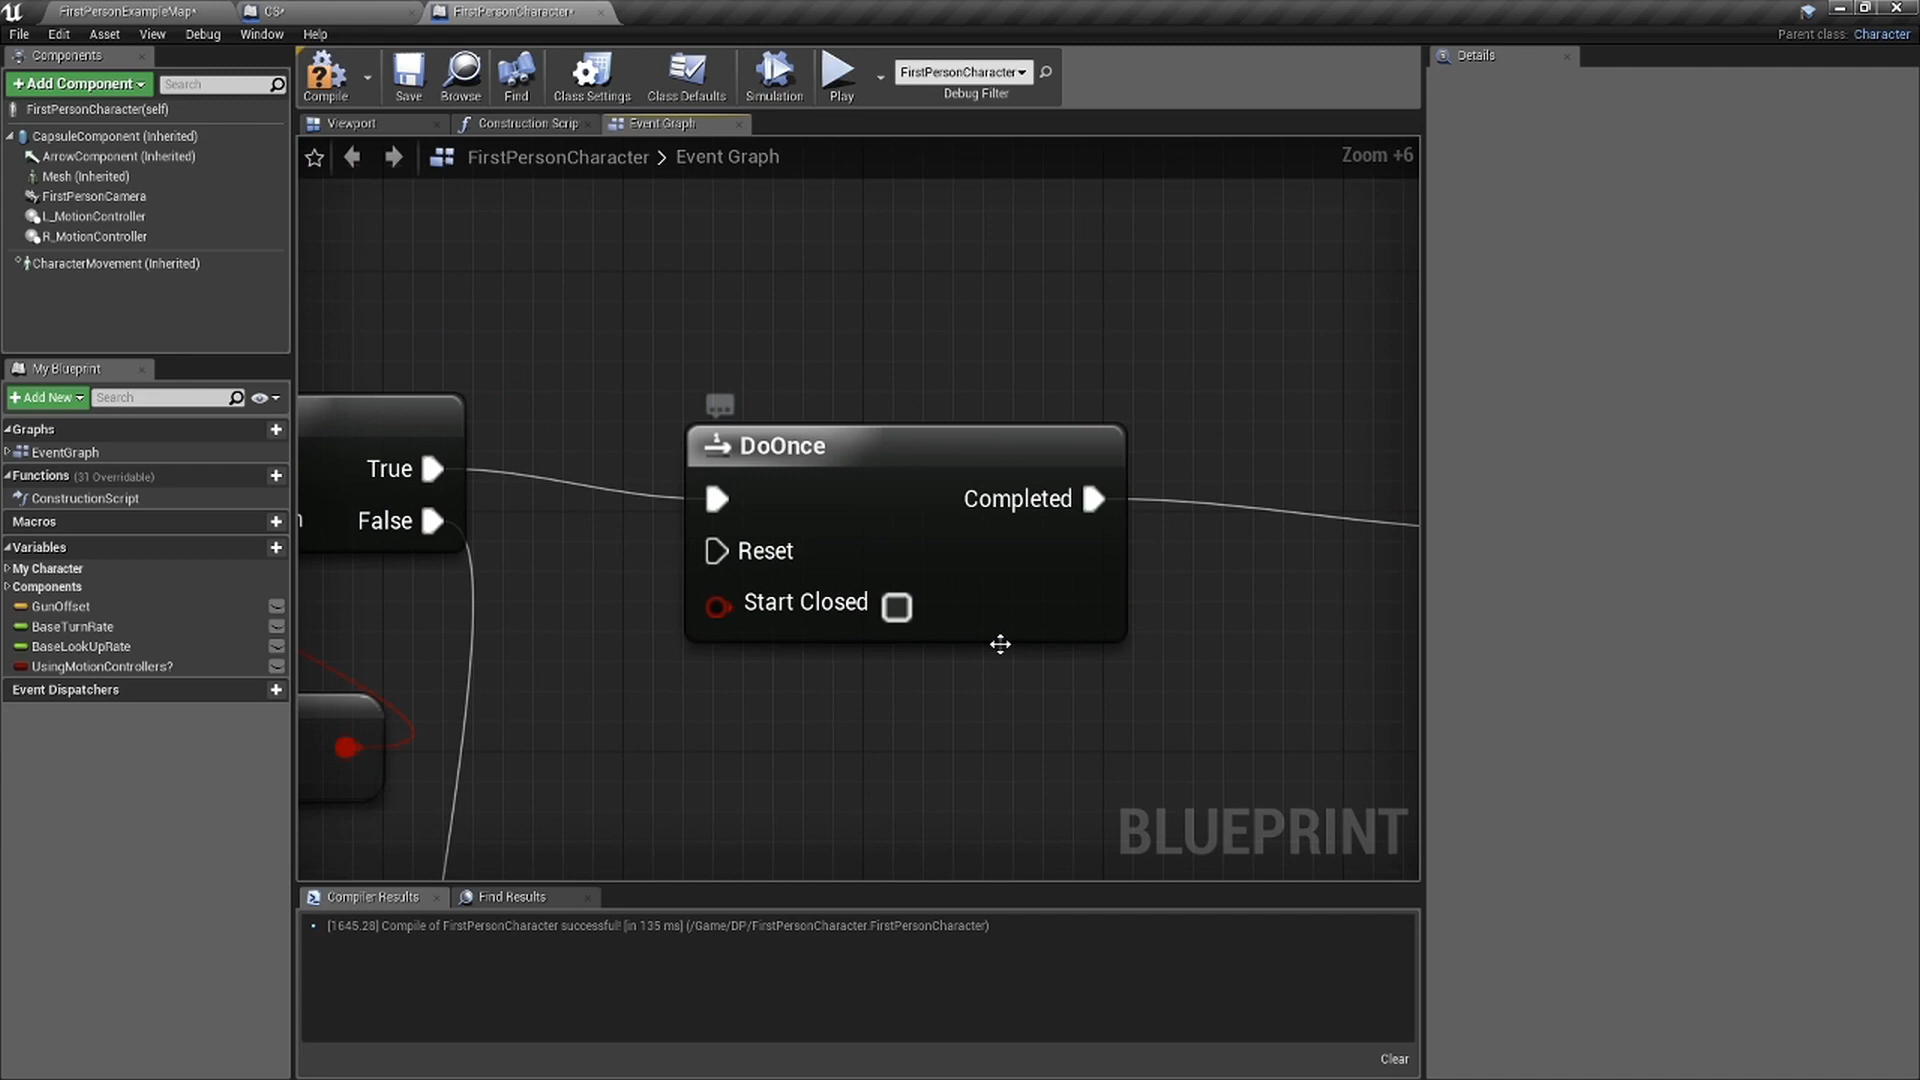 FirstPersonExampleMap*
CS*
FirstPersonCharacter*
File Edit Asset View Debug Window Help
Parent class: Character
Components
+Add Component
Search
FirstPersonCharacter(self)
CapsuleComponent (Inherited)
ArrowComponent (Inherited)
Mesh (Inherited)
FirstPersonCamera
L_MotionController
R_MotionController
CharacterMovement (Inherited)
My Blueprint
+Add New
Search
Graphs
EventGraph
Functions (31 Overridable)
ConstructionScript
Macros
Variables
My Character
Components
GunOffset
BaseTurnRate
BaseLookUpRate
UsingMotionControllers?
Event Dispatchers
Compile
Save
Browse
Find
Class Settings
Class Defaults
Simulation
Play
FirstPersonCharacter
Debug Filter
Viewport
Construction Scrip
Event Graph
FirstPersonCharacter > Event Graph
Zoom +6
True
False
n
DoOnce
Completed
Reset
Start Closed
BLUEPRINT
Compiler Results
Find Results
[1645.28] Compile of FirstPersonCharacter successful! [in 135 ms] (/Game/DP/FirstPersonCharacter.FirstPersonCharacter)
Clear
Details